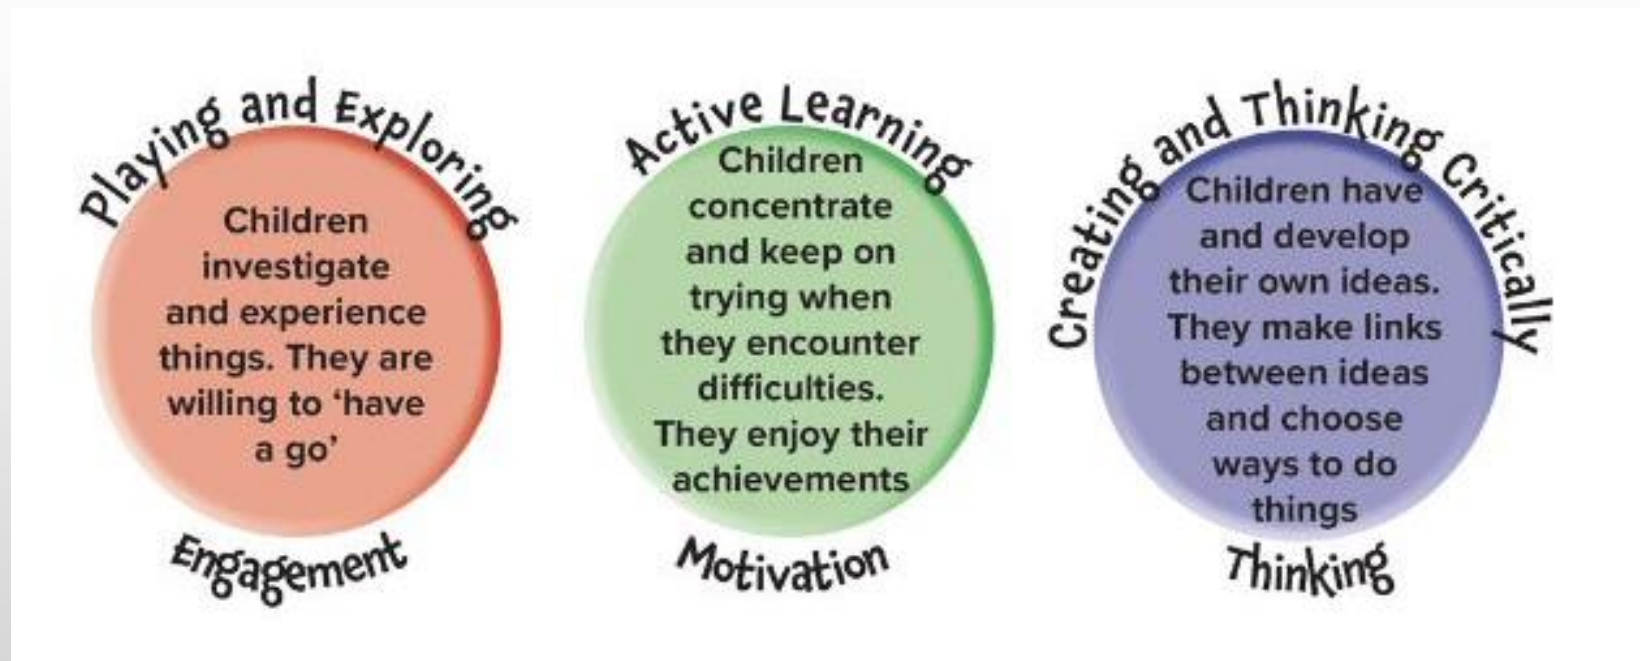 Playing and Exploring
Children
investigate
and experience
things. They are
willing to ‘have
a go’
Engagement
Active Learning
Children
concentrate
and keep on
trying when
they encounter
difficulties.
They enjoy their
achievements
Motivation
Creating and Thinking Critically
Children have
and develop
their own ideas.
They make links
between ideas
and choose
ways to do
things
Thinking